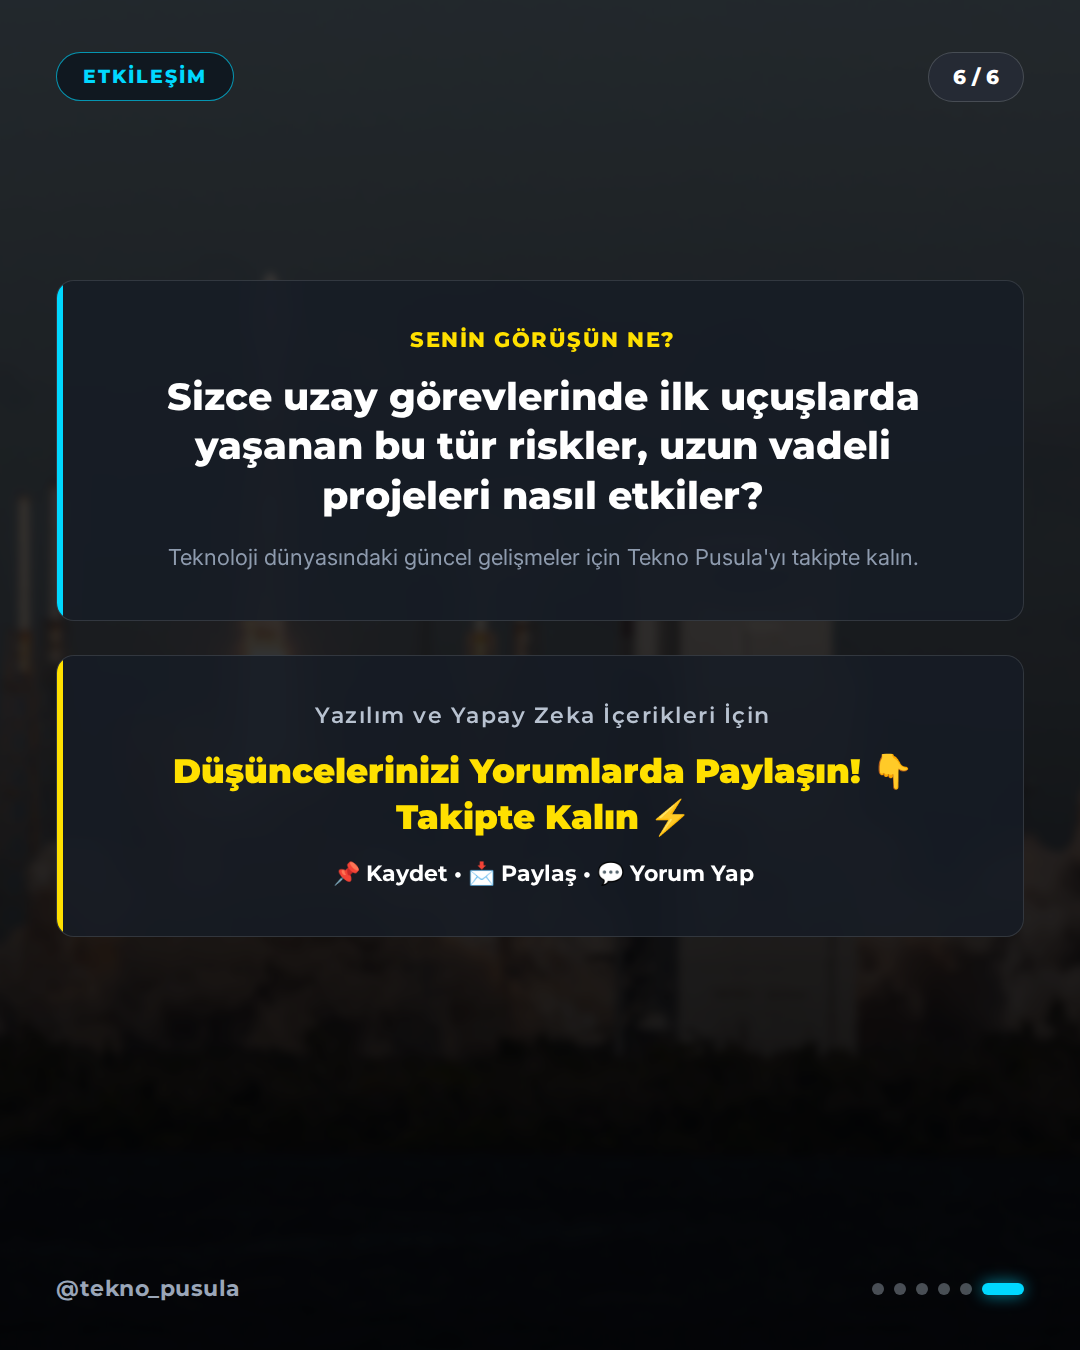 ETKİLEŞİM
6 / 6
SENİN GÖRÜŞÜN NE?
Sizce uzay görevlerinde ilk uçuşlarda
yaşanan bu tür riskler, uzun vadeli
projeleri nasıl etkiler?
Teknoloji dünyasındaki güncel gelişmeler için Tekno Pusula'yı takipte kalın.
Yazılım ve Yapay Zeka İçerikleri İçin
Düşüncelerinizi Yorumlarda Paylaşın! 👇
Takipte Kalın ⚡
📌 Kaydet • 📩 Paylaş • 💬 Yorum Yap
@tekno_pusula